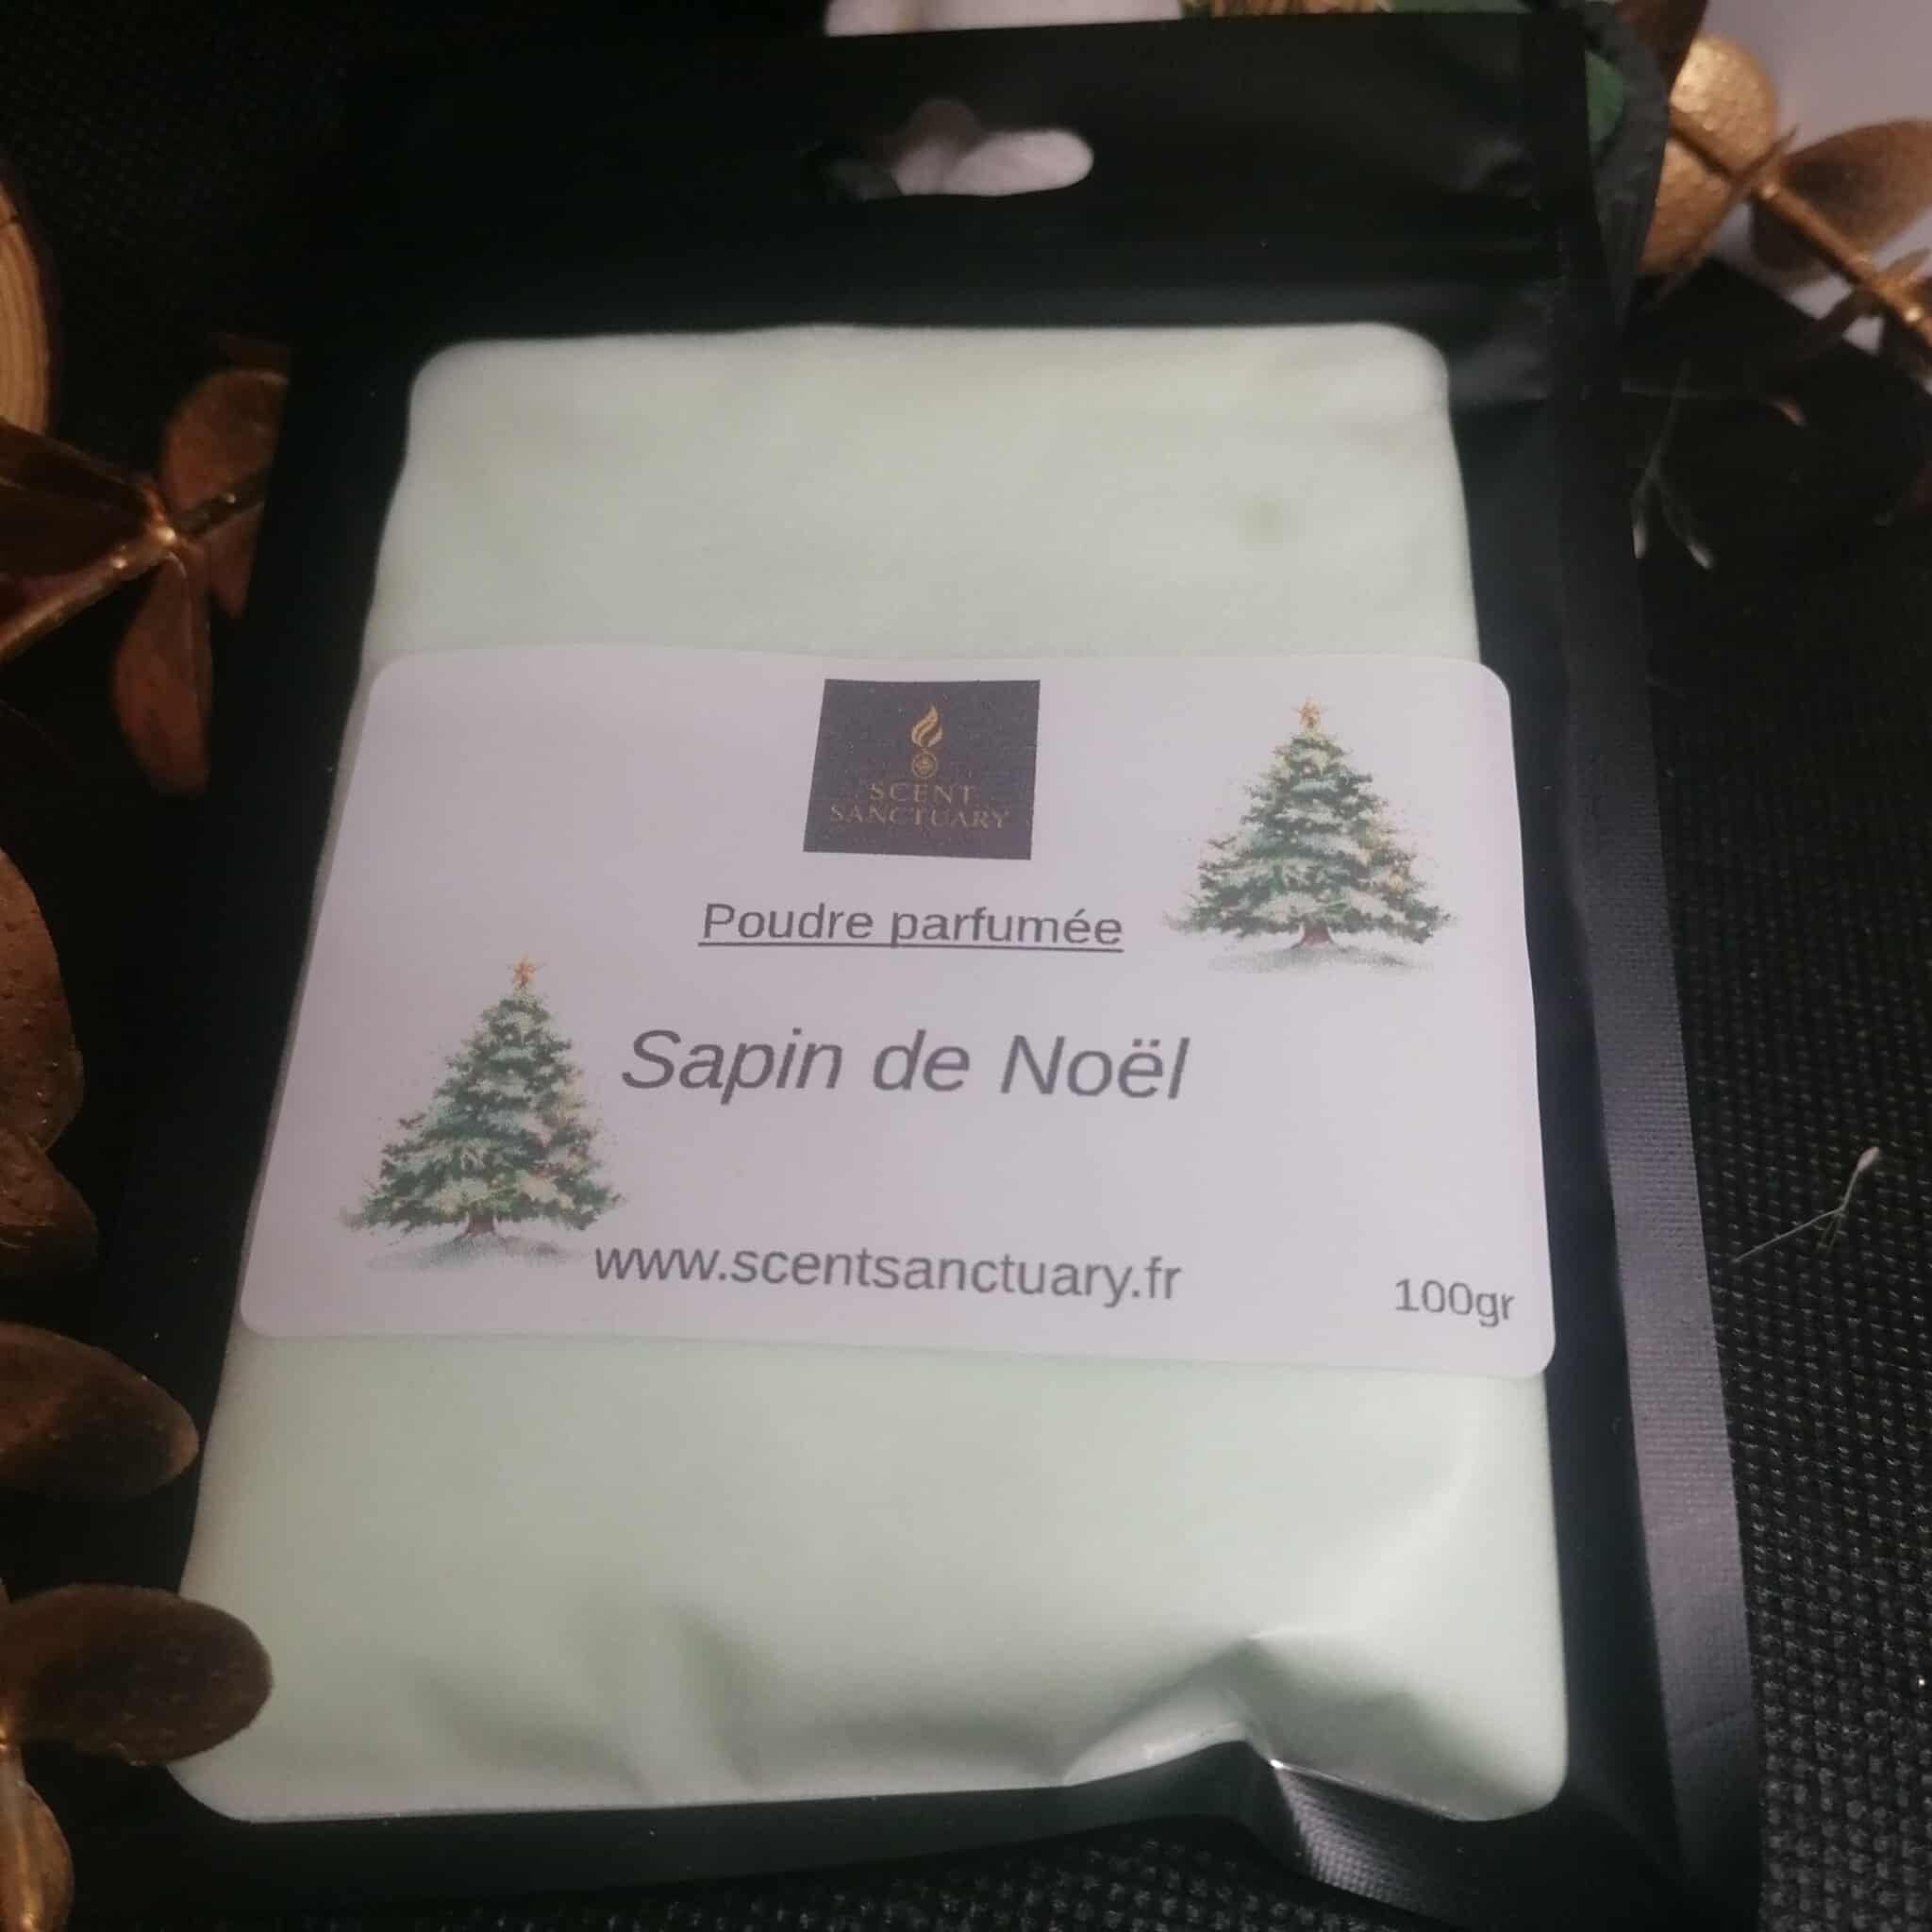 SCENT
SANCTUARY
Poudre parfumée
Sapin de Noël
www.scentsanctuary.fr
100gr